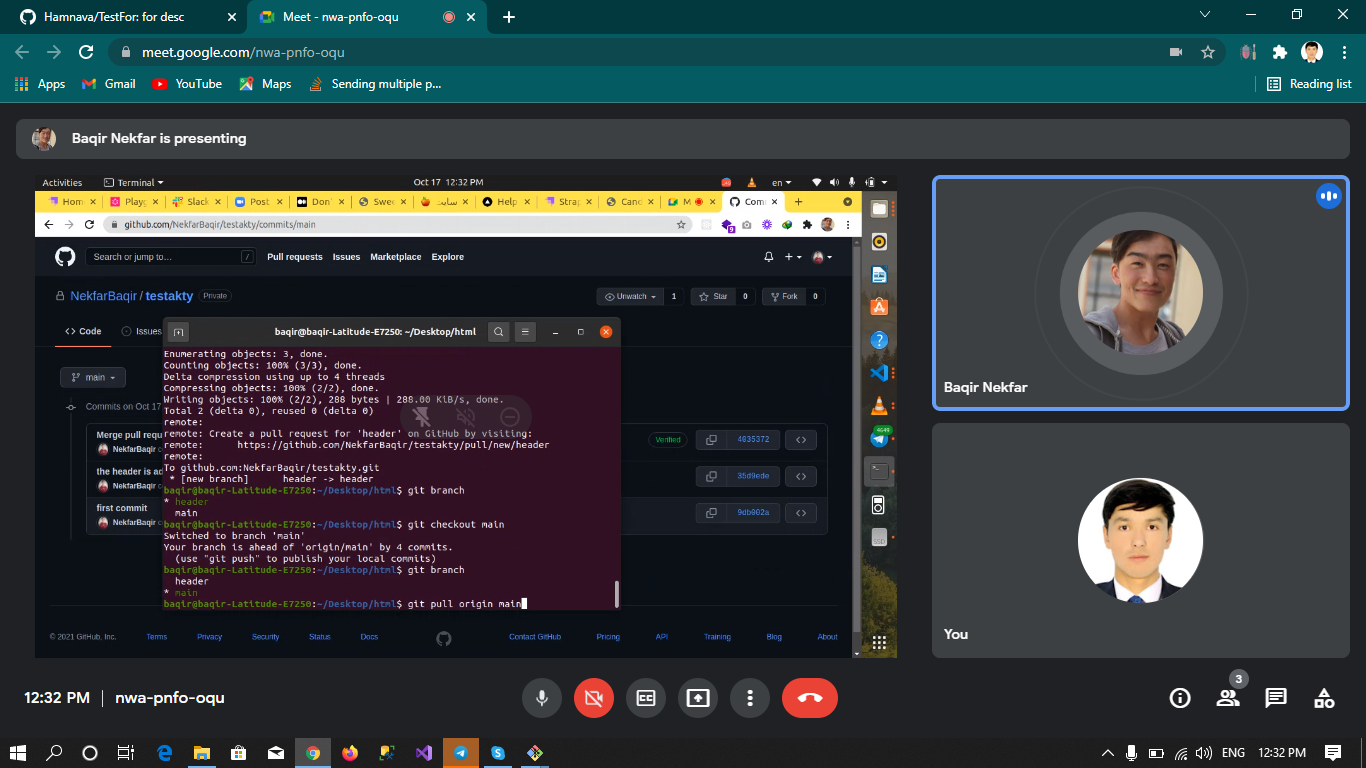 Hamnava/TestFor: for desc
Meet - nwa-pnfo-oqu
meet.google.com/nwa-pnfo-oqu
Apps
Gmail
YouTube
Maps
Sending multiple p...
Reading list
Baqir Nekfar is presenting
Activities
Terminal
Oct 17 12:32 PM
en
Hom
Play
Slack
Post
Don'
Swe
سایت
Help
Stra
Canc
M
Com
github.com/NekfarBaqir/testakty/commits/main
9
Search or jump to…
/
Pull requests
Issues
Marketplace
Explore
NekfarBaqir / testakty
Private
Unwatch
1
Star
0
Fork
0
Code
Issues
main
Commits on Oct 17
Merge pull requ
NekfarBaqir c
Verified
4635372
the header is ad
NekfarBaqir c
35d9ede
first commit
NekfarBaqir c
9db002a
baqir@baqir-Latitude-E7250: ~/Desktop/html
Enumerating objects: 3, done.
Counting objects: 100% (3/3), done.
Delta compression using up to 4 threads
Compressing objects: 100% (2/2), done.
Writing objects: 100% (2/2), 288 bytes | 288.00 KiB/s, done.
Total 2 (delta 0), reused 0 (delta 0)
remote:
remote: Create a pull request for 'header' on GitHub by visiting:
remote:      https://github.com/NekfarBaqir/testakty/pull/new/header
remote:
To github.com:NekfarBaqir/testakty.git
 * [new branch]      header -> header
baqir@baqir-Latitude-E7250:~/Desktop/html$ git branch
* header
  main
baqir@baqir-Latitude-E7250:~/Desktop/html$ git checkout main
Switched to branch 'main'
Your branch is ahead of 'origin/main' by 4 commits.
  (use "git push" to publish your local commits)
baqir@baqir-Latitude-E7250:~/Desktop/html$ git branch
  header
* main
baqir@baqir-Latitude-E7250:~/Desktop/html$ git pull origin main
© 2021 GitHub, Inc.
Terms
Privacy
Security
Status
Docs
Contact GitHub
Pricing
API
Training
Blog
About
4649
SSD
Baqir Nekfar
You
12:32 PM | nwa-pnfo-oqu
3
ENG
12:32 PM